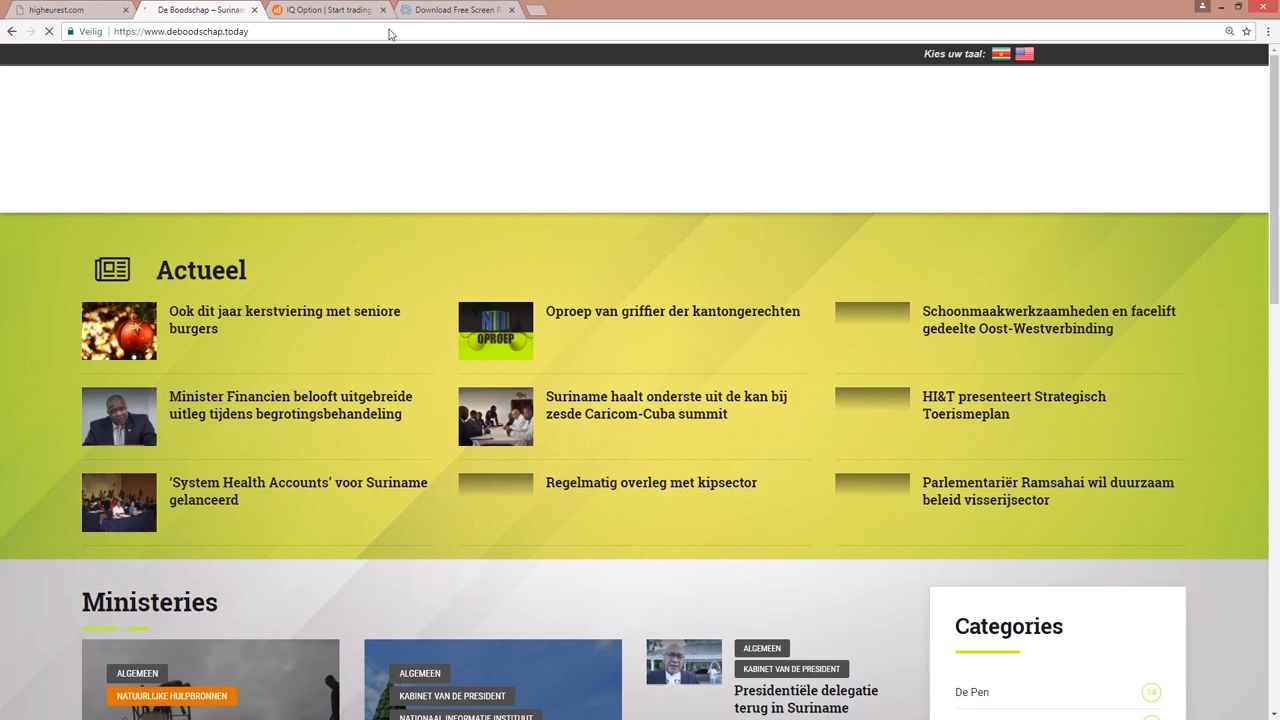 higheurest.com
De Boodschap – Surinam
IQ Option | Start trading
Download Free Screen R
Veilig
https://www.deboodschap.today
Kies uw taal:
Actueel
Ook dit jaar kerstviering met seniore
burgers
OPROEP
Oproep van griffier der kantongerechten
Schoonmaakwerkzaamheden en facelift
gedeelte Oost-Westverbinding
Minister Financien belooft uitgebreide
uitleg tijdens begrotingsbehandeling
Suriname haalt onderste uit de kan bij
zesde Caricom-Cuba summit
HI&T presenteert Strategisch
Toerismeplan
‘System Health Accounts’ voor Suriname
gelanceerd
Regelmatig overleg met kipsector
Parlementariër Ramsahai wil duurzaam
beleid visserijsector
Ministeries
ALGEMEEN
NATUURLIJKE HULPBRONNEN
ALGEMEEN
KABINET VAN DE PRESIDENT
NATIONAAL INFORMATIE INSTITUUT
ALGEMEEN
KABINET VAN DE PRESIDENT
Presidentiële delegatie
terug in Suriname
Categories
De Pen
14